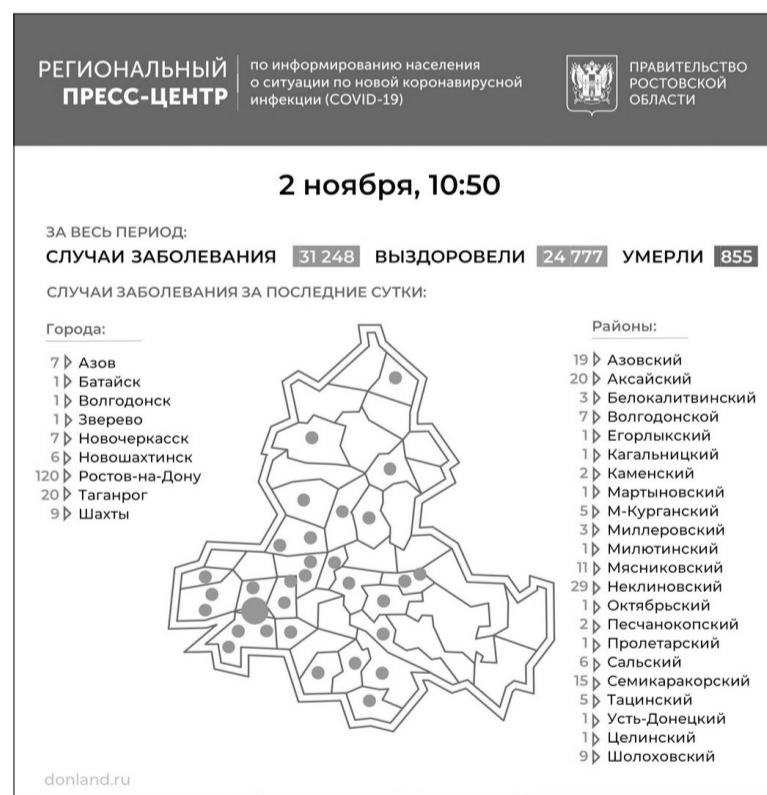 РЕГИОНАЛЬНЫЙ
ПРЕСС-ЦЕНТР
по информированию населения
о ситуации по новой коронавирусной
инфекции (COVID-19)
ПРАВИТЕЛЬСТВО
РОСТОВСКОЙ
ОБЛАСТИ
2 ноября, 10:50
ЗА ВЕСЬ ПЕРИОД:
СЛУЧАИ ЗАБОЛЕВАНИЯ 31 248 ВЫЗДОРОВЕЛИ 24 777 УМЕРЛИ 855
СЛУЧАИ ЗАБОЛЕВАНИЯ ЗА ПОСЛЕДНИЕ СУТКИ:
Города:
7 Азов
1 Батайск
1 Волгодонск
1 Зверево
7 Новочеркасск
6 Новошахтинск
120 Ростов-на-Дону
20 Таганрог
9 Шахты
Районы:
19 Азовский
20 Аксайский
3 Белокалитвинский
7 Волгодонской
1 Егорлыкский
1 Кагальницкий
2 Каменский
1 Мартыновский
5 М-Курганский
3 Миллеровский
1 Милютинский
11 Мясниковский
29 Неклиновский
1 Октябрьский
2 Песчанокопский
1 Пролетарский
6 Сальский
15 Семикаракорский
5 Тацинский
1 Усть-Донецкий
1 Целинский
9 Шолоховский
donland.ru